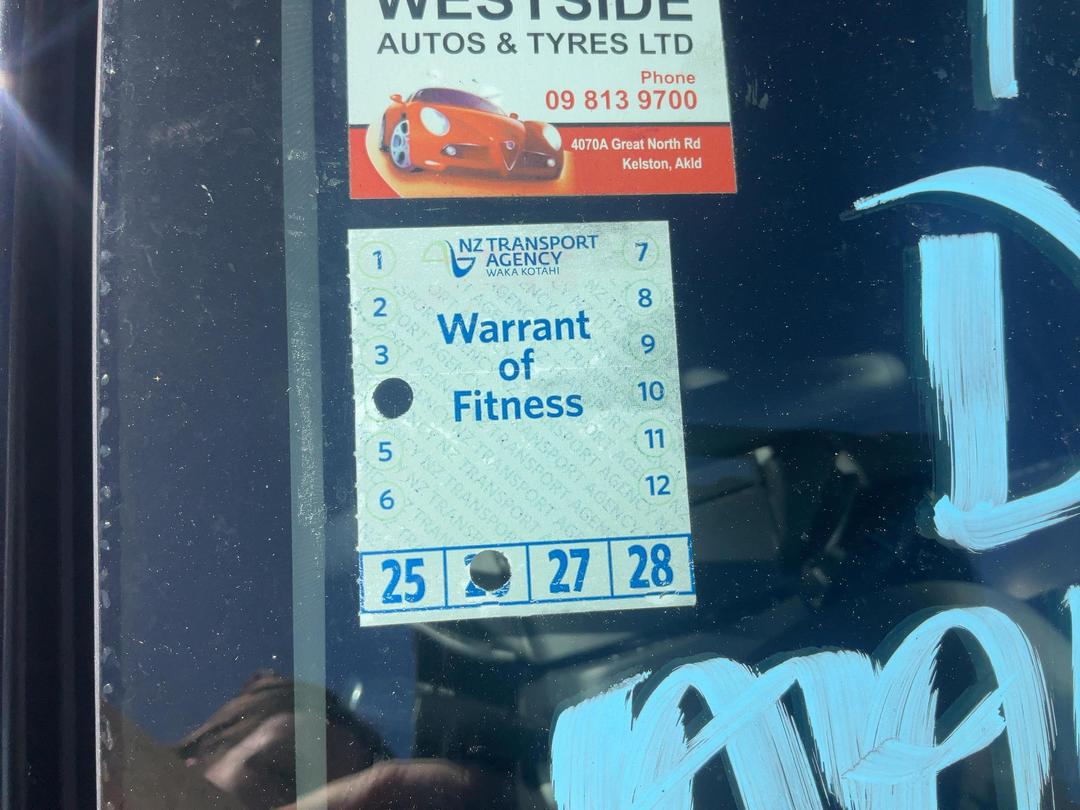 WESTSIDE
AUTOS & TYRES LTD
Phone
09 813 9700
4070A Great North Rd
Kelston, Akld
NZ TRANSPORT
AGENCY
WAKA KOTAHI
1
2
3
5
6
7
8
9
10
11
12
Warrant
of
Fitness
25 27 28